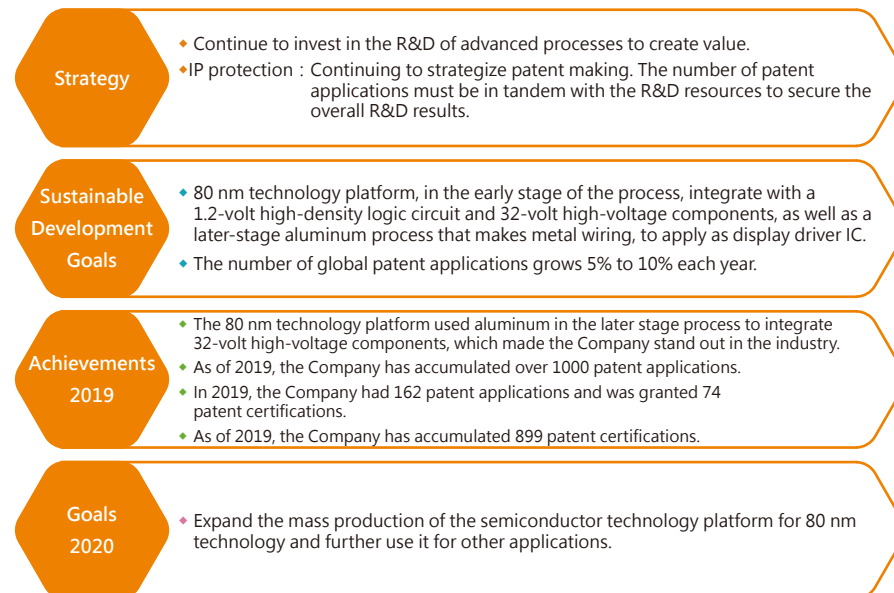 Strategy
◆ Continue to invest in the R&D of advanced processes to create value.
◆IP protection : Continuing to strategize patent making. The number of patent
applications must be in tandem with the R&D resources to secure the
overall R&D results.
Sustainable
Development
Goals
◆ 80 nm technology platform, in the early stage of the process, integrate with a
1.2-volt high-density logic circuit and 32-volt high-voltage components, as well as a
later-stage aluminum process that makes metal wiring, to apply as display driver IC.
◆ The number of global patent applications grows 5% to 10% each year.
Achievements
2019
◆ The 80 nm technology platform used aluminum in the later stage process to integrate
32-volt high-voltage components, which made the Company stand out in the industry.
◆ As of 2019, the Company has accumulated over 1000 patent applications.
◆ In 2019, the Company had 162 patent applications and was granted 74
patent certifications.
◆ As of 2019, the Company has accumulated 899 patent certifications.
Goals
2020
◆ Expand the mass production of the semiconductor technology platform for 80 nm
technology and further use it for other applications.